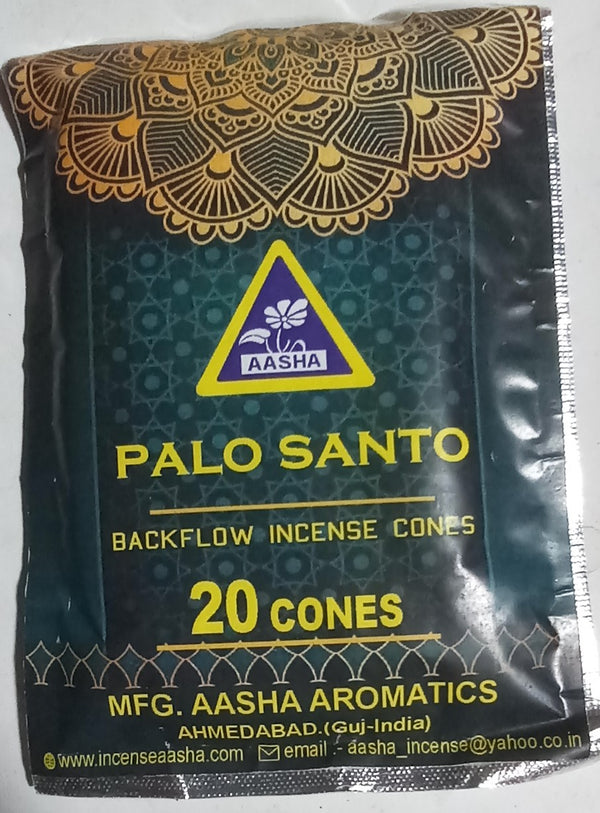 AASHA
PALO SANTO
BACKFLOW INCENSE CONES
20 CONES
MFG. AASHA AROMATICS
AHMEDABAD.(Guj-India)
www.incenseaasha.com email :- aasha_incense@yahoo.co.in